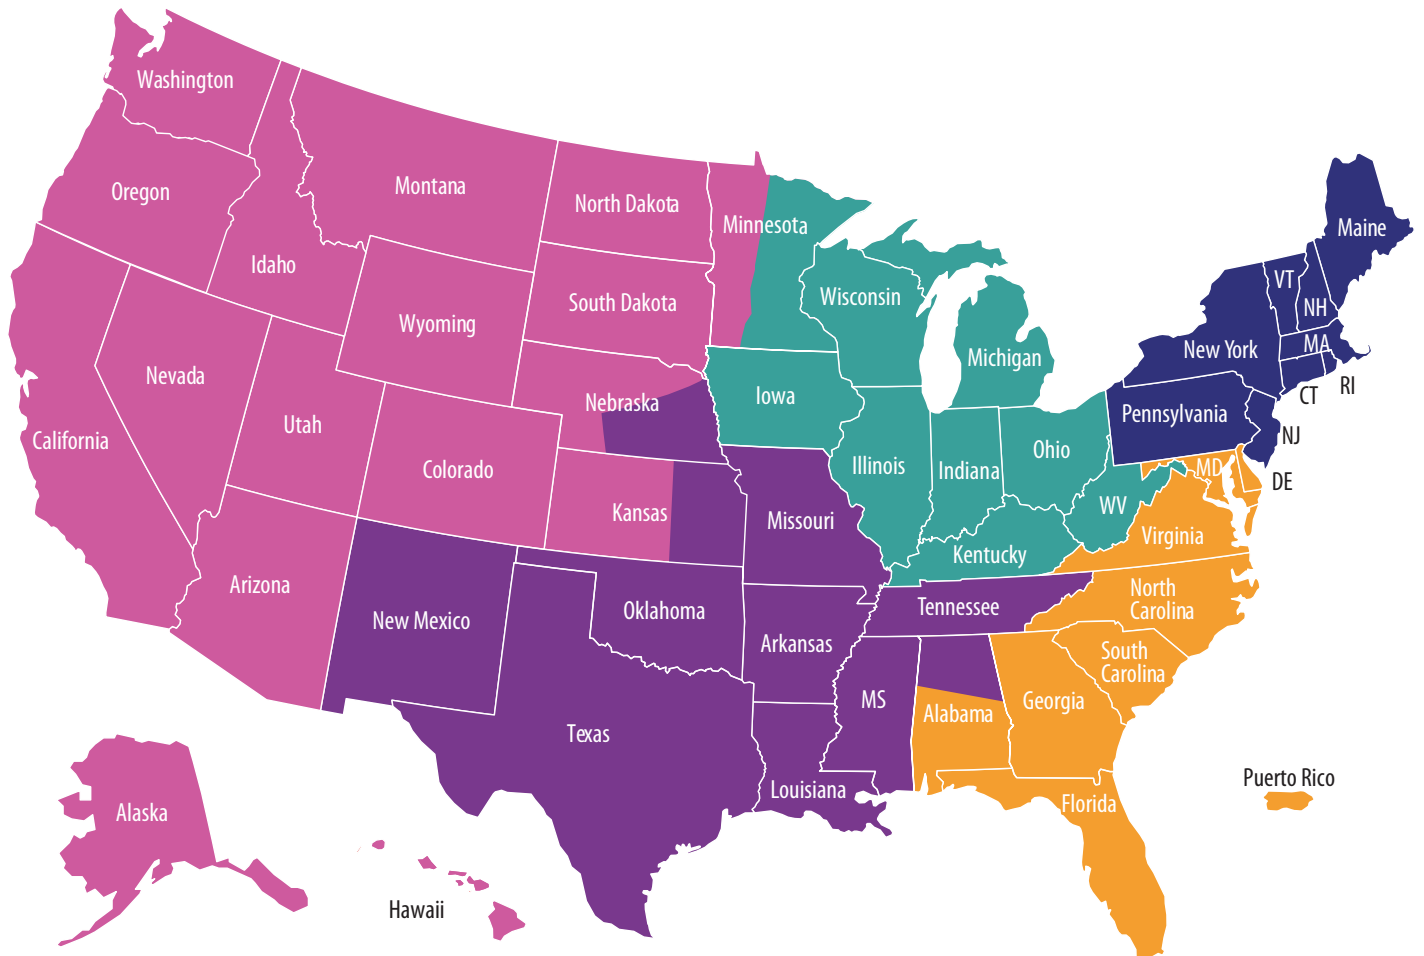 Washington
Oregon
Idaho
Montana
North Dakota
Minnesota
South Dakota
Wyoming
Nevada
California
Utah
Colorado
Nebraska
Kansas
Arizona
New Mexico
Oklahoma
Texas
Iowa
Missouri
Arkansas
Louisiana
Wisconsin
Michigan
Illinois
Indiana
Ohio
Kentucky
WV
Tennessee
MS
Alabama
Georgia
Florida
South
Carolina
North
Carolina
Virginia
MD
DE
Pennsylvania
NJ
New York
CT
RI
MA
VT
NH
Maine
Alaska
Hawaii
Puerto Rico